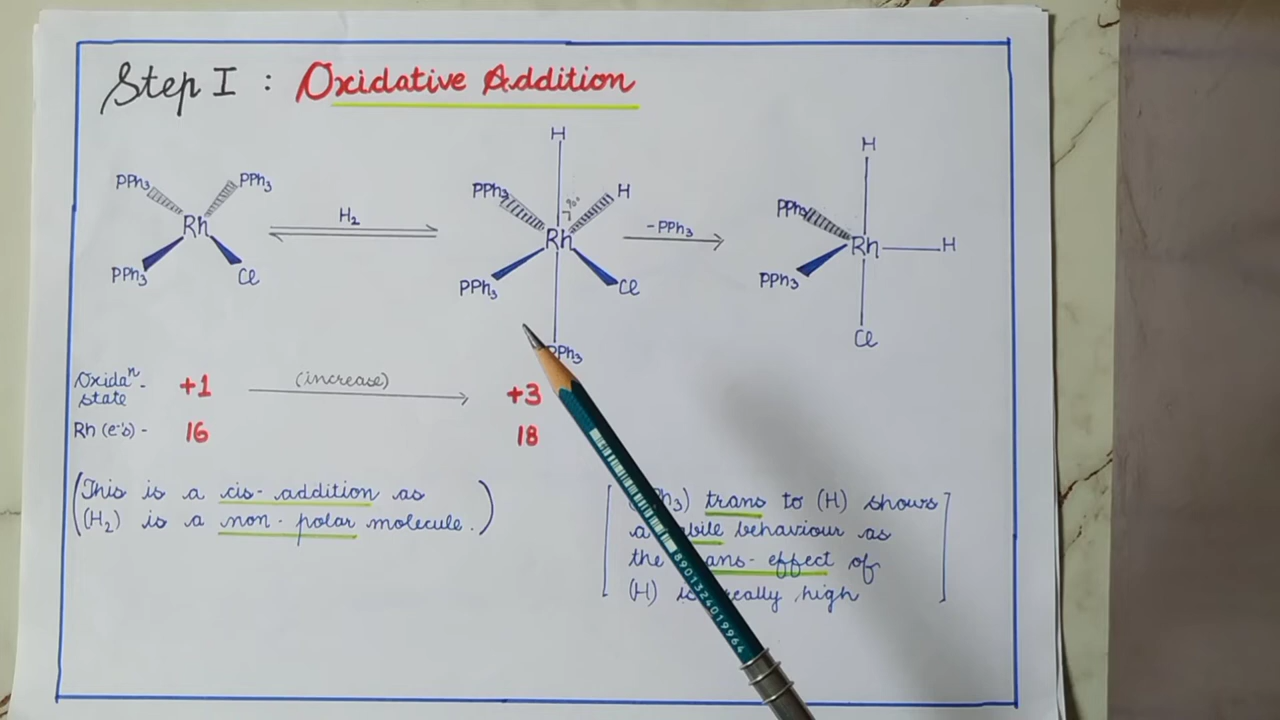 Step I : Oxidative Addition
H
H
PPh₃
PPh₃
PPh₃
H
PPh₃
90°
Rh
H₂
Rh
-PPh₃
Rh
H
PPh₃
Cl
PPh₃
Cl
PPh₃
Cl
PPh₃
Oxidaⁿ-
state
+1
(increase)
+3
Rh (e⁻s) -
16
18
(This is a cis-addition as
(H₂) is a non-polar molecule.)
trans to (H) shows
a behaviour as
the of
(H) really high
8901324019964